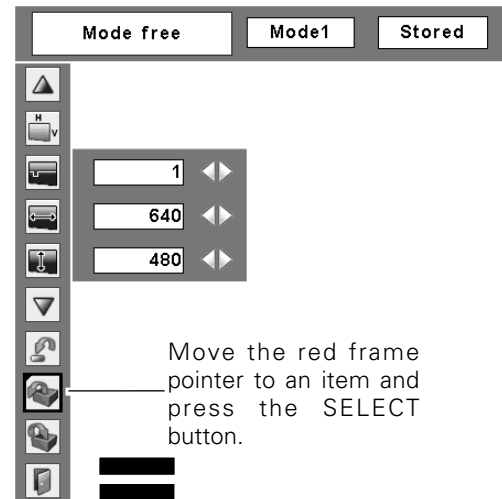 Mode free Mode1 Stored
H
V
1
640
480
Move the red frame
pointer to an item and
press the SELECT
button.